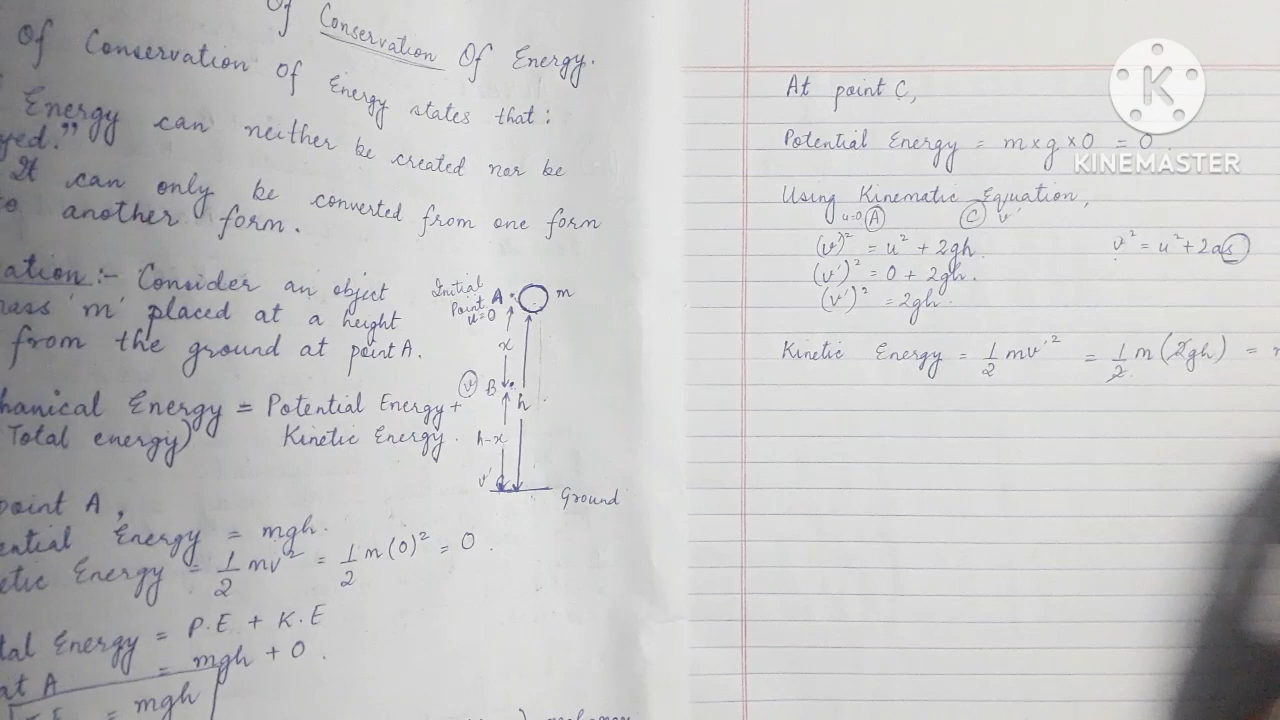 Of Conservation Of Energy.
Of Conservation Of Energy states that:
Energy can neither be created nor be
yed."
It can only be converted from one form
to another form.
ation :- Consider an object
mass 'm' placed at a height
from the ground at point A.
hanical Energy = Potential Energy +
Total energy) Kinetic Energy.
Initial
Point A m
u=0
x
v B h
h-x
v' C
Ground
point A,
ential Energy = mgh.
etic Energy = 1/2 mv² = 1/2 m(0)² = 0.
tal Energy = P.E + K.E
at A = mgh + 0.
= mgh
At point C,
Potential Energy = m×g×0 = 0.
Using Kinematic Equation,
u=0 A C v'
(v')² = u² + 2gh. v² = u²+2as
(v')² = 0 + 2gh.
(v')² = 2gh.
Kinetic Energy = 1/2 mv'² = 1/2 m(2gh) =
K
KINEMASTER